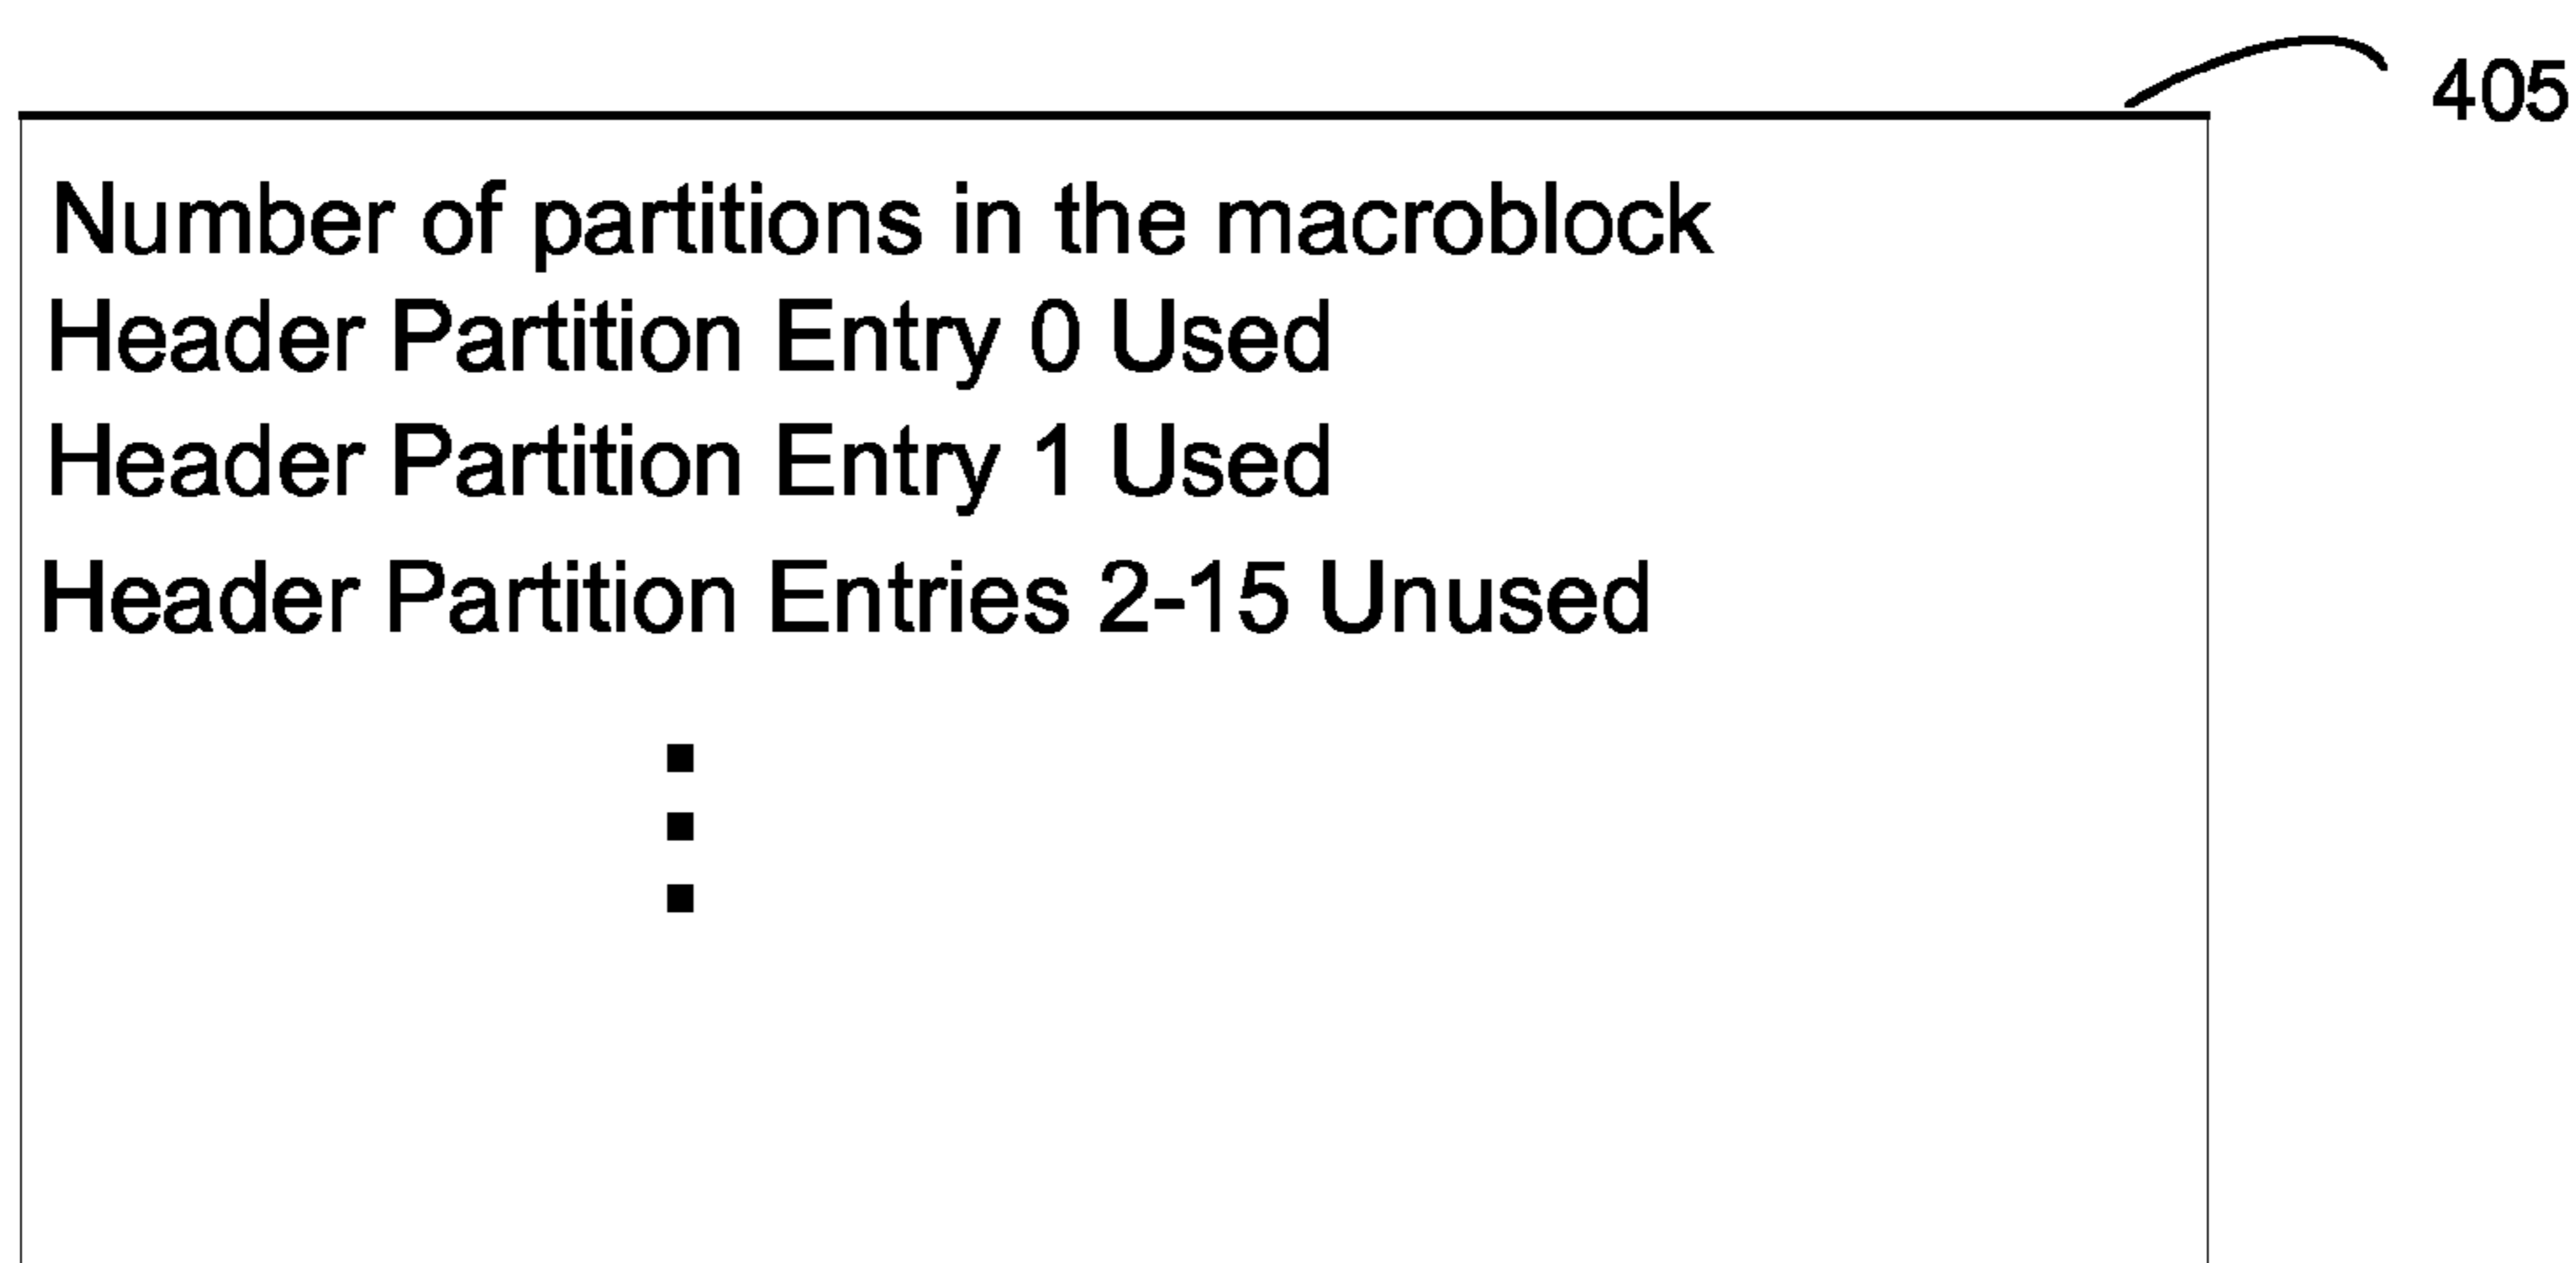 405
Number of partitions in the macroblock
Header Partition Entry 0 Used
Header Partition Entry 1 Used
Header Partition Entries 2-15 Unused